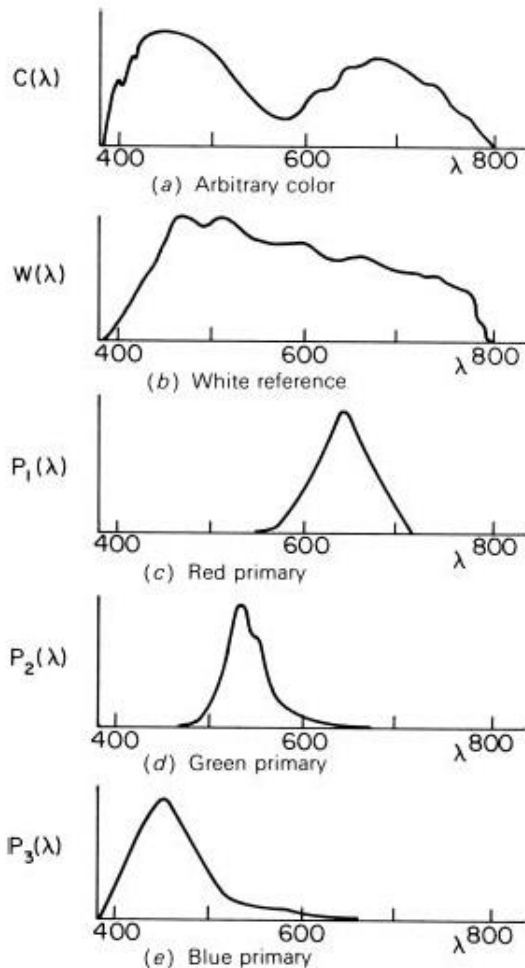 C(λ)
400 600 λ 800
(a) Arbitrary color
W(λ)
400 600 λ 800
(b) White reference
P₁(λ)
400 600 λ 800
(c) Red primary
P₂(λ)
400 600 λ 800
(d) Green primary
P₃(λ)
400 600 λ 800
(e) Blue primary